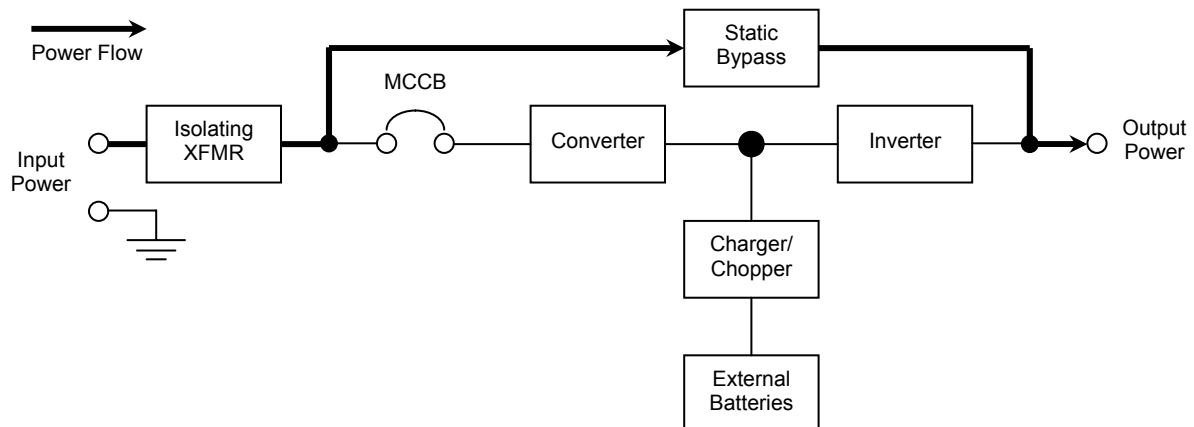 Power Flow
Static
Bypass
MCCB
Isolating
XFMR
Converter
Inverter
Output
Power
Input
Power
Charger/
Chopper
External
Batteries